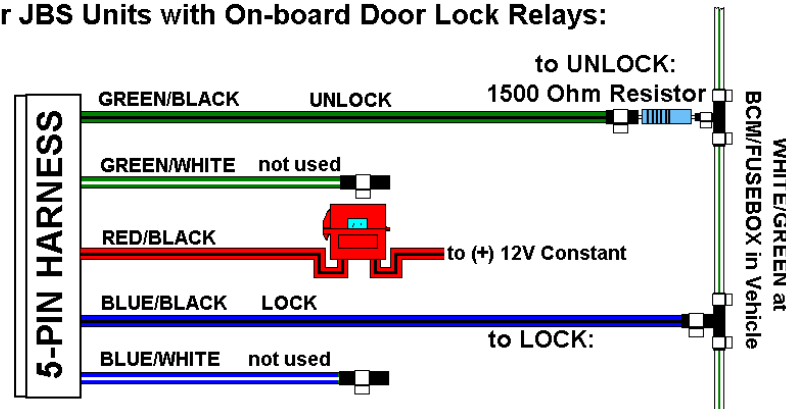 r JBS Units with On-board Door Lock Relays:
to UNLOCK:
1500 Ohm Resistor
GREEN/BLACK UNLOCK
GREEN/WHITE not used
RED/BLACK
to (+) 12V Constant
BLUE/BLACK LOCK
to LOCK:
BLUE/WHITE not used
5-PIN HARNESS
WHITE/GREEN at
BCM/FUSEBOX in Vehicle